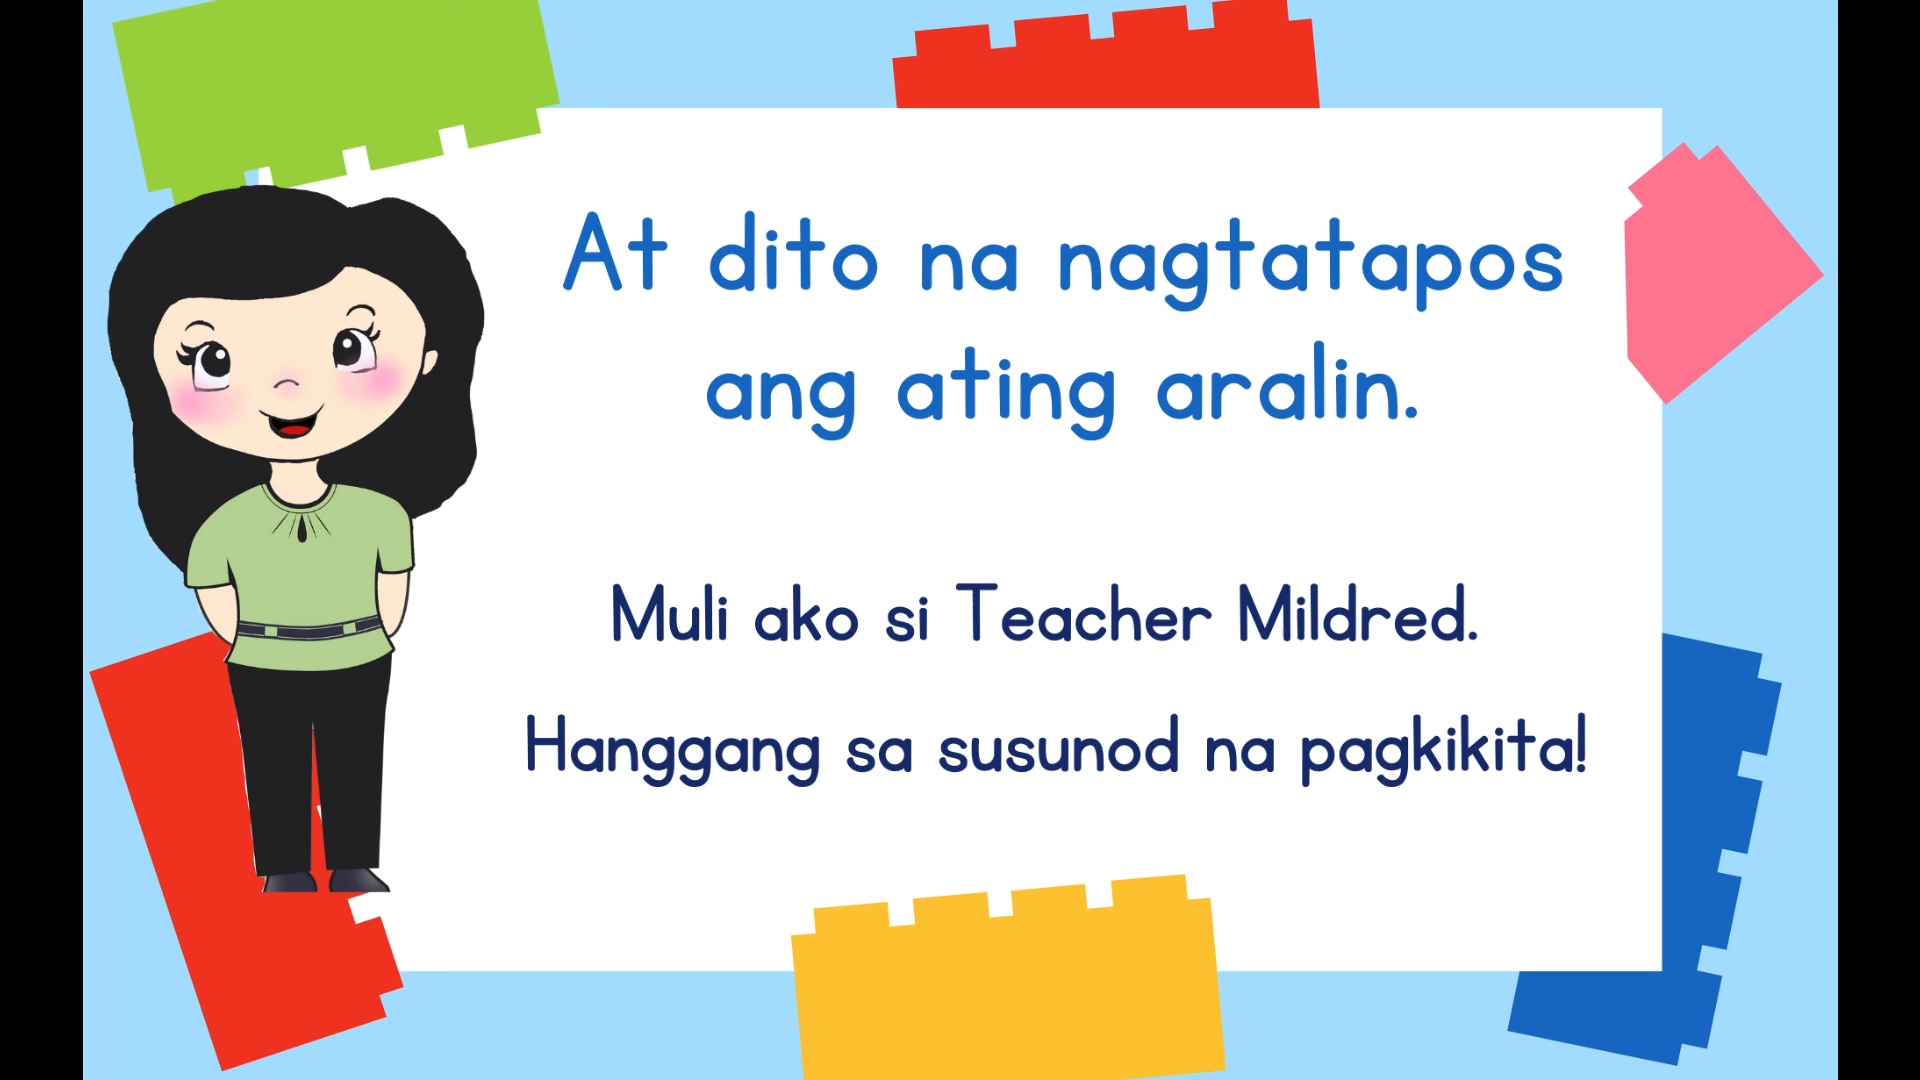 At dito na nagtatapos
ang ating aralin.
Muli ako si Teacher Mildred.
Hanggang sa susunod na pagkikita!